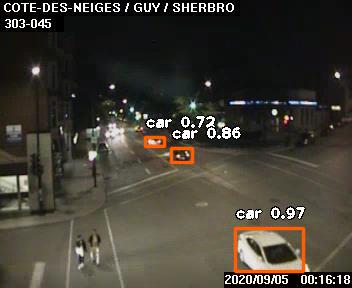 COTE-DES-NEIGES / GUY / SHERBRO
303-045
car 0.72
car 0.86
car 0.97
2020/09/05 00:16:18